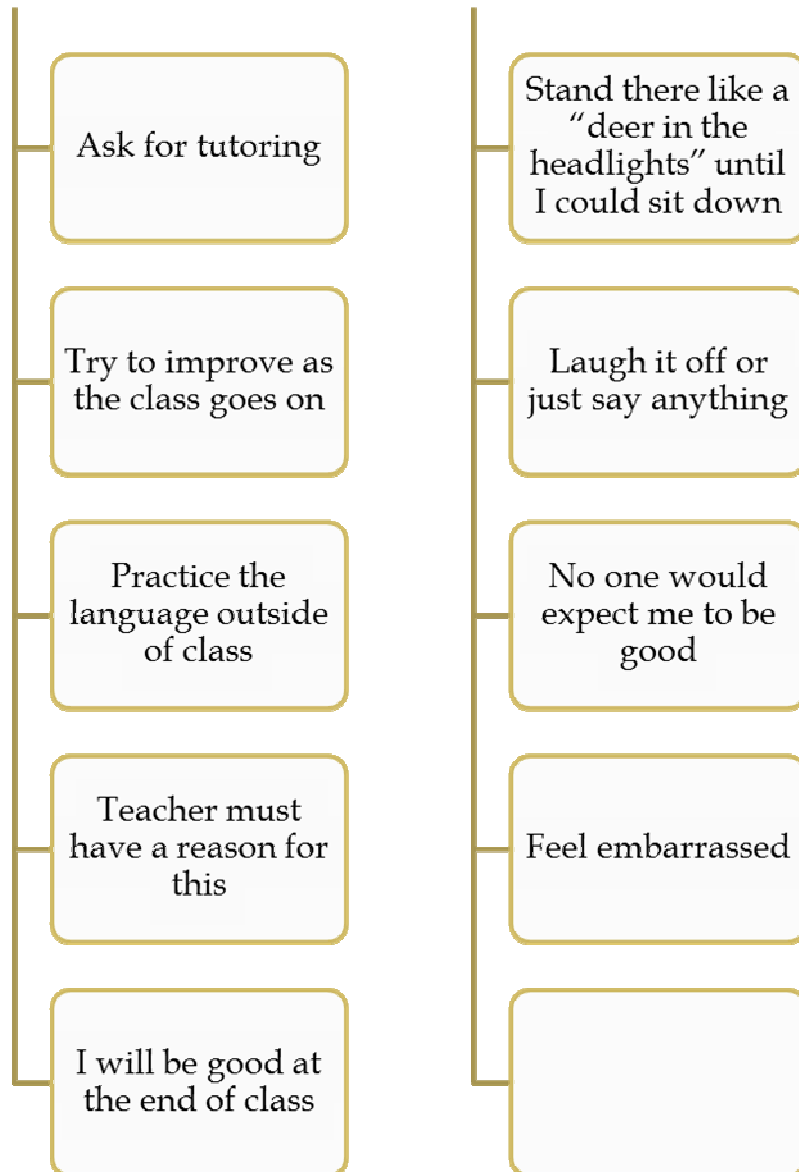 Ask for tutoring
Try to improve as
the class goes on
Practice the
language outside
of class
Teacher must
have a reason for
this
I will be good at
the end of class
Stand there like a
“deer in the
headlights” until
I could sit down
Laugh it off or
just say anything
No one would
expect me to be
good
Feel embarrassed